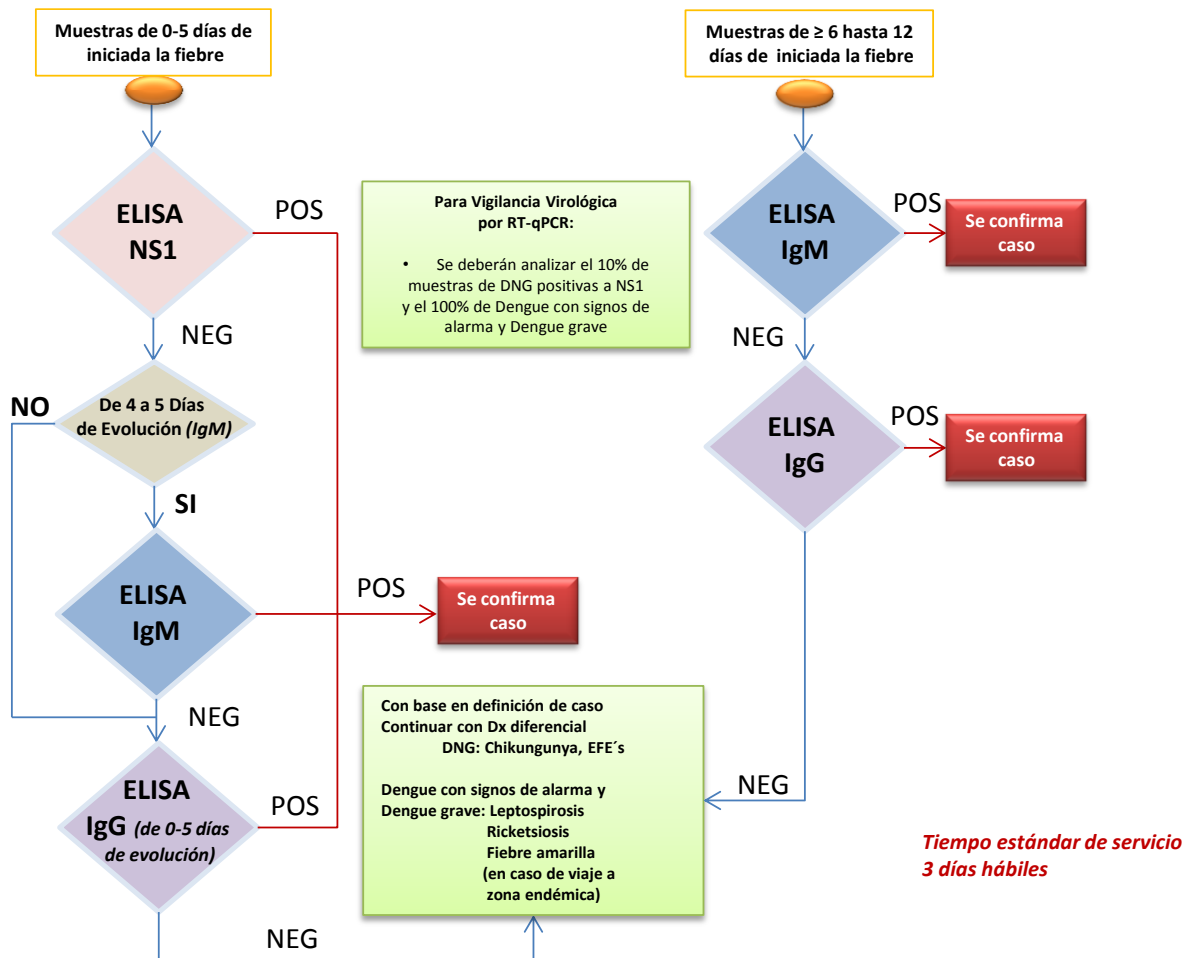 Muestras de 0-5 días de
iniciada la fiebre
ELISA
NS1
POS
NEG
De 4 a 5 Días
de Evolución (IgM)
NO
SI
ELISA
IgM
POS
Se confirma
caso
NEG
ELISA
IgG (de 0-5 días
de evolución)
POS
NEG
Para Vigilancia Virológica
por RT-qPCR:
• Se deberán analizar el 10% de
muestras de DNG positivas a NS1
y el 100% de Dengue con signos de
alarma y Dengue grave
Con base en definición de caso
Continuar con Dx diferencial
DNG: Chikungunya, EFE´s
Dengue con signos de alarma y
Dengue grave: Leptospirosis
Ricketsiosis
Fiebre amarilla
(en caso de viaje a
zona endémica)
Muestras de ≥ 6 hasta 12
días de iniciada la fiebre
ELISA
IgM
POS
Se confirma
caso
NEG
ELISA
IgG
POS
Se confirma
caso
NEG
Tiempo estándar de servicio
3 días hábiles